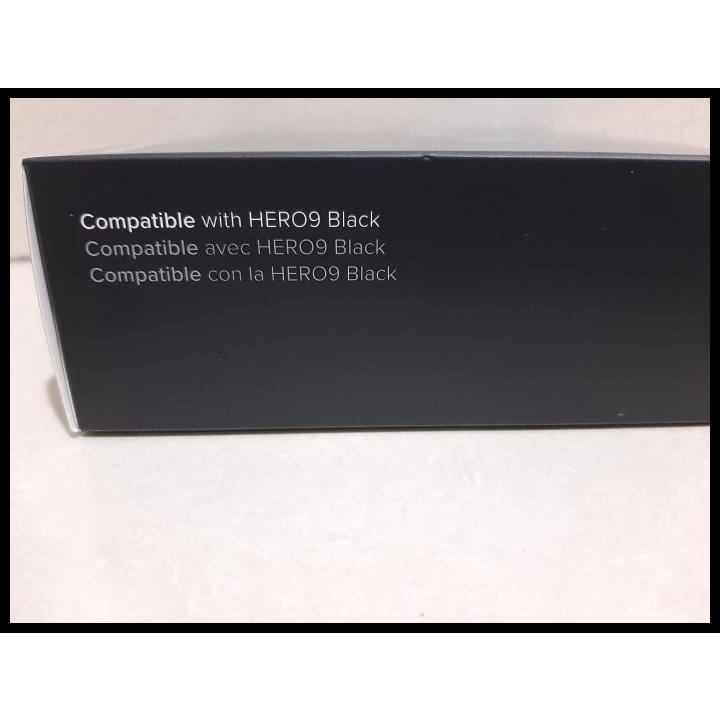 Compatible with HERO9 Black
Compatible avec HERO9 Black
Compatible con la HERO9 Black